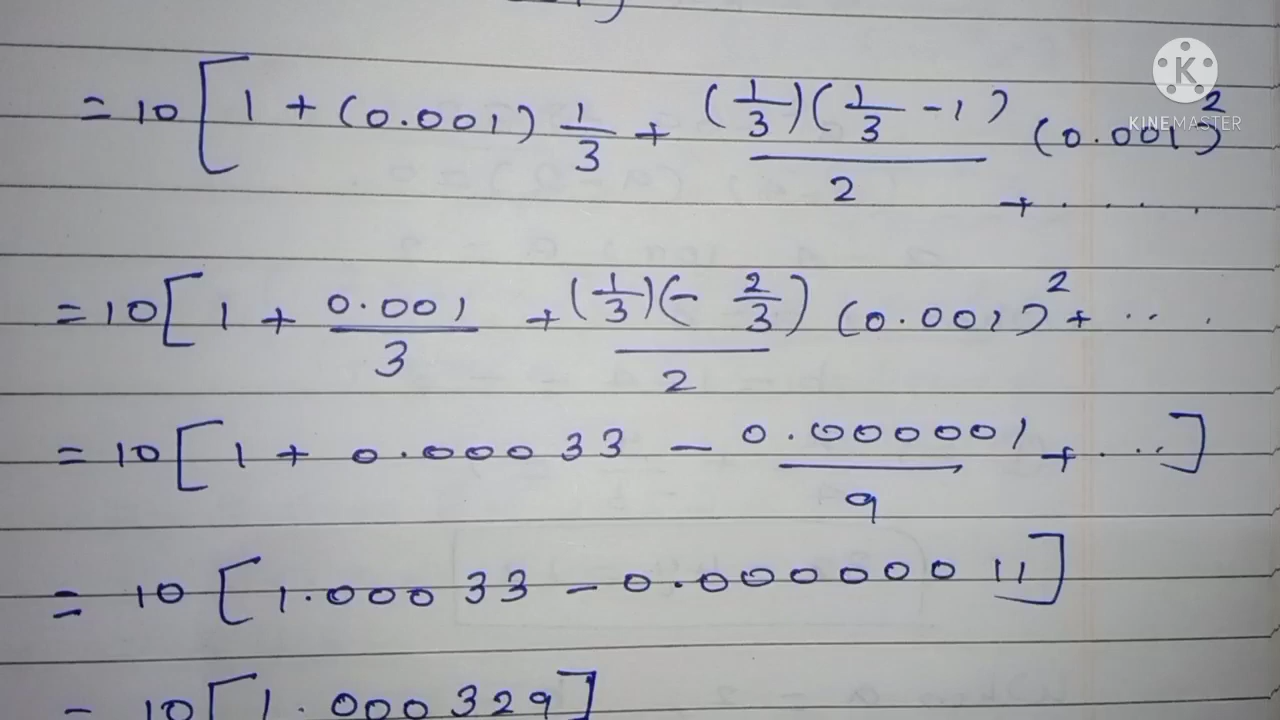 = 10 [ 1 + (0.001) 1/3 + (1/3)(1/3 - 1)/2 (0.001)² + . . . .
= 10 [ 1 + 0.001/3 + (1/3)(- 2/3)/2 (0.001)² + . . .
= 10 [ 1 + 0.00033 - 0.000001/9 + . . . ]
= 10 [ 1.00033 - 0.00000011 ]
= 10 [ 1.000329 ]
KINEMASTER